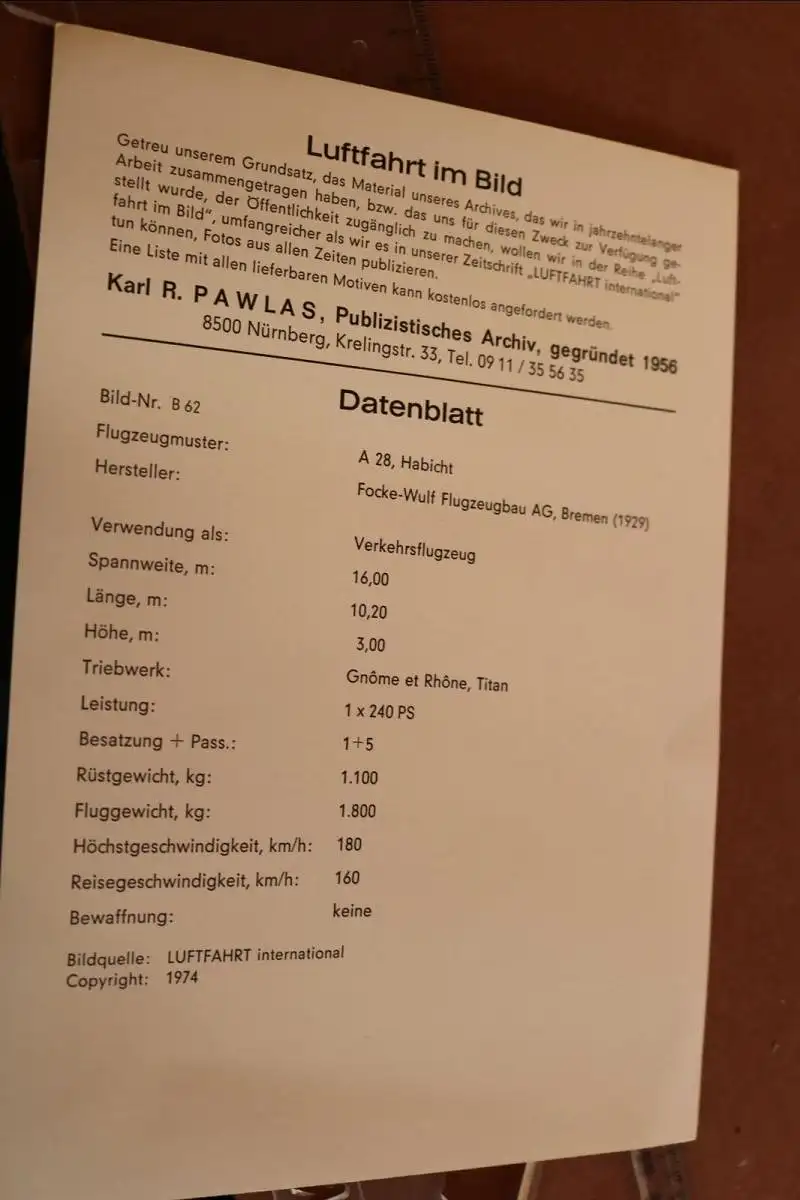 Luftfahrt im Bild
Getreu unserem Grundsatz, das Material unseres Archives, das wir in jahrzehntelanger
Arbeit zusammengetragen haben, bzw. das uns für diesen Zweck zur Verfügung ge-
stellt wurde, der Öffentlichkeit zugänglich zu machen, wollen wir in der Reihe „Luft-
fahrt im Bild“, umfangreicher als wir es in unserer Zeitschrift „LUFTFAHRT international“
tun können, Fotos aus allen Zeiten publizieren.
Eine Liste mit allen lieferbaren Motiven kann kostenlos angefordert werden.
Karl R. PAWLAS, Publizistisches Archiv, gegründet 1956
8500 Nürnberg, Krelingstr. 33, Tel. 09 11 / 35 56 35
Datenblatt
Bild-Nr. B 62
Flugzeugmuster: A 28, Habicht
Hersteller: Focke-Wulf Flugzeugbau AG, Bremen (1929)
Verwendung als: Verkehrsflugzeug
Spannweite, m: 16,00
Länge, m: 10,20
Höhe, m: 3,00
Triebwerk: Gnôme et Rhône, Titan
Leistung: 1 x 240 PS
Besatzung + Pass.: 1+5
Rüstgewicht, kg: 1.100
Fluggewicht, kg: 1.800
Höchstgeschwindigkeit, km/h: 180
Reisegeschwindigkeit, km/h: 160
Bewaffnung: keine
Bildquelle: LUFTFAHRT international
Copyright: 1974